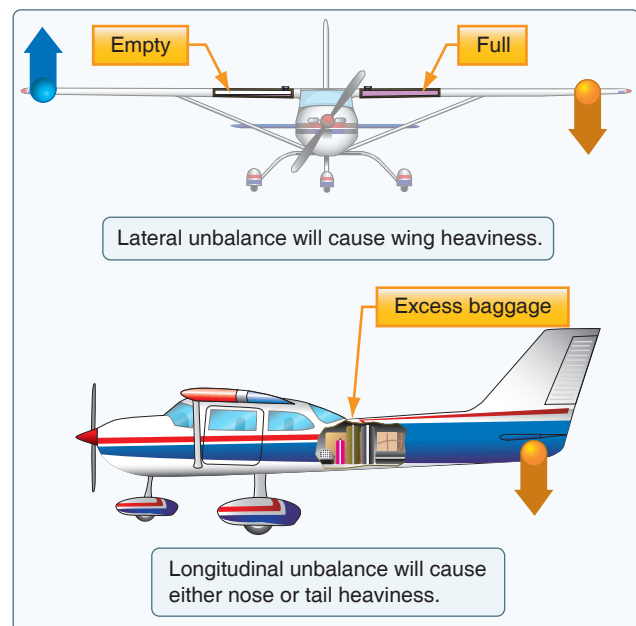 Empty
Full
Lateral unbalance will cause wing heaviness.
Excess baggage
Longitudinal unbalance will cause
either nose or tail heaviness.